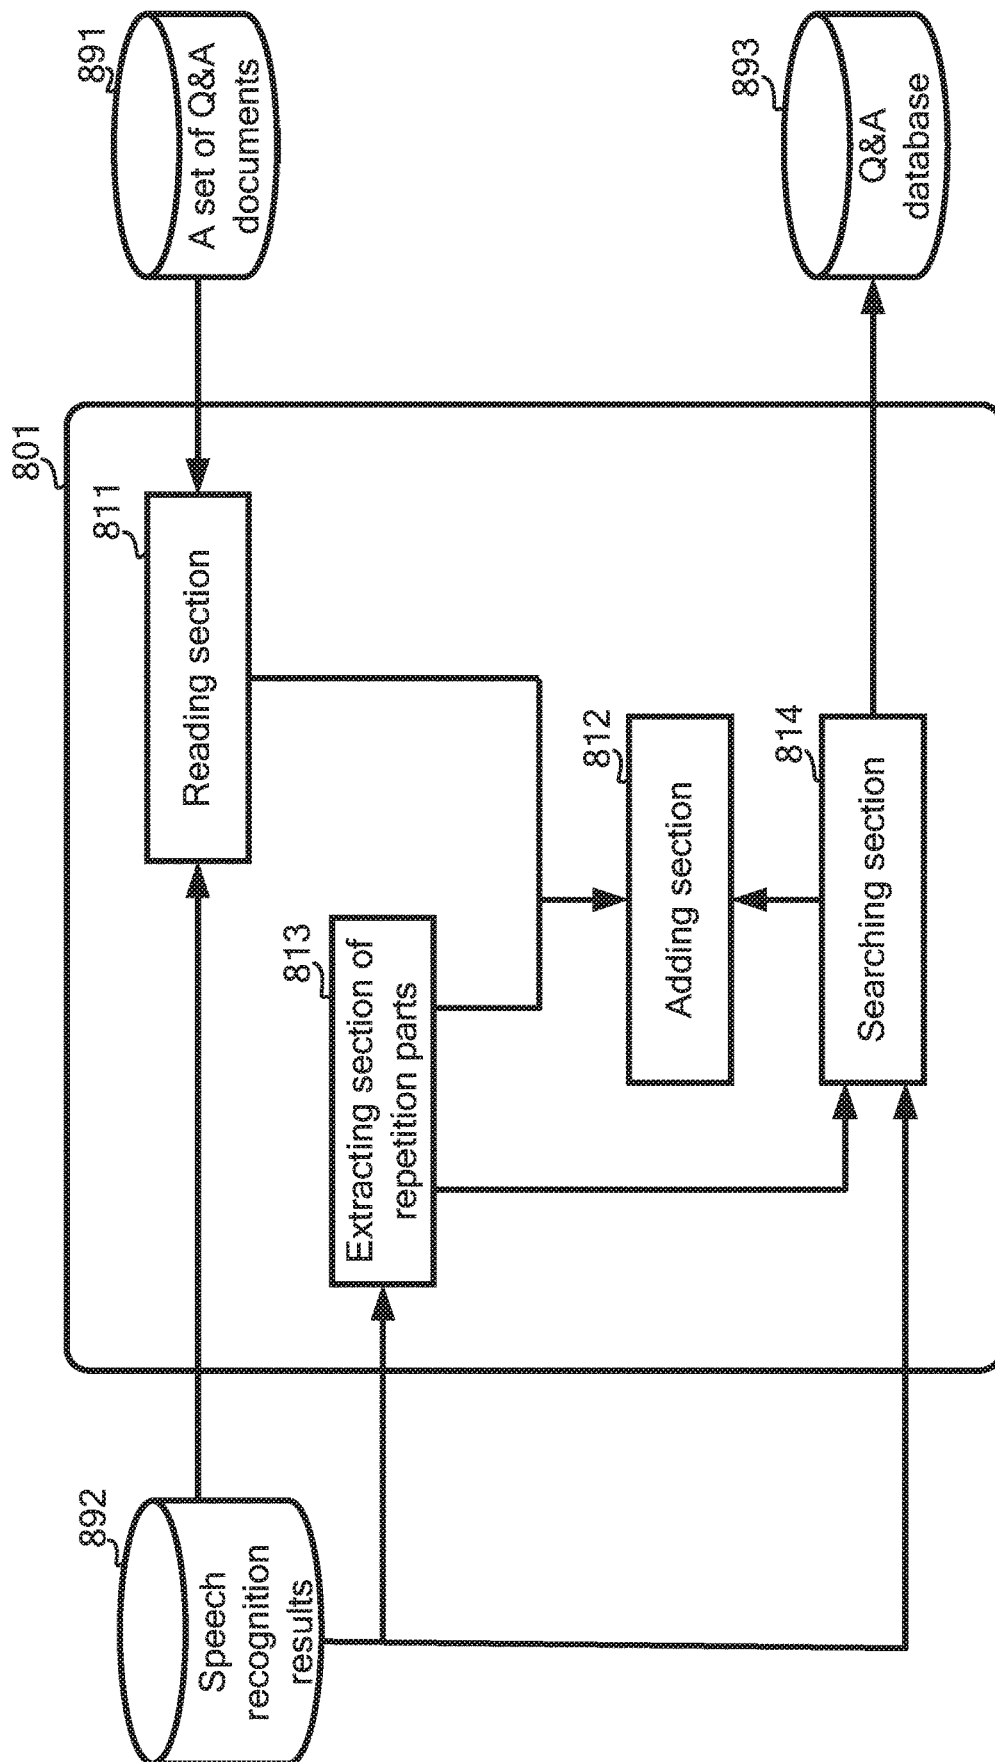 892
Speech
recognition
results
801
811
Reading section
891
A set of Q&A
documents
813
Extracting section of
repetition parts
812
Adding section
814
Searching section
893
Q&A
database